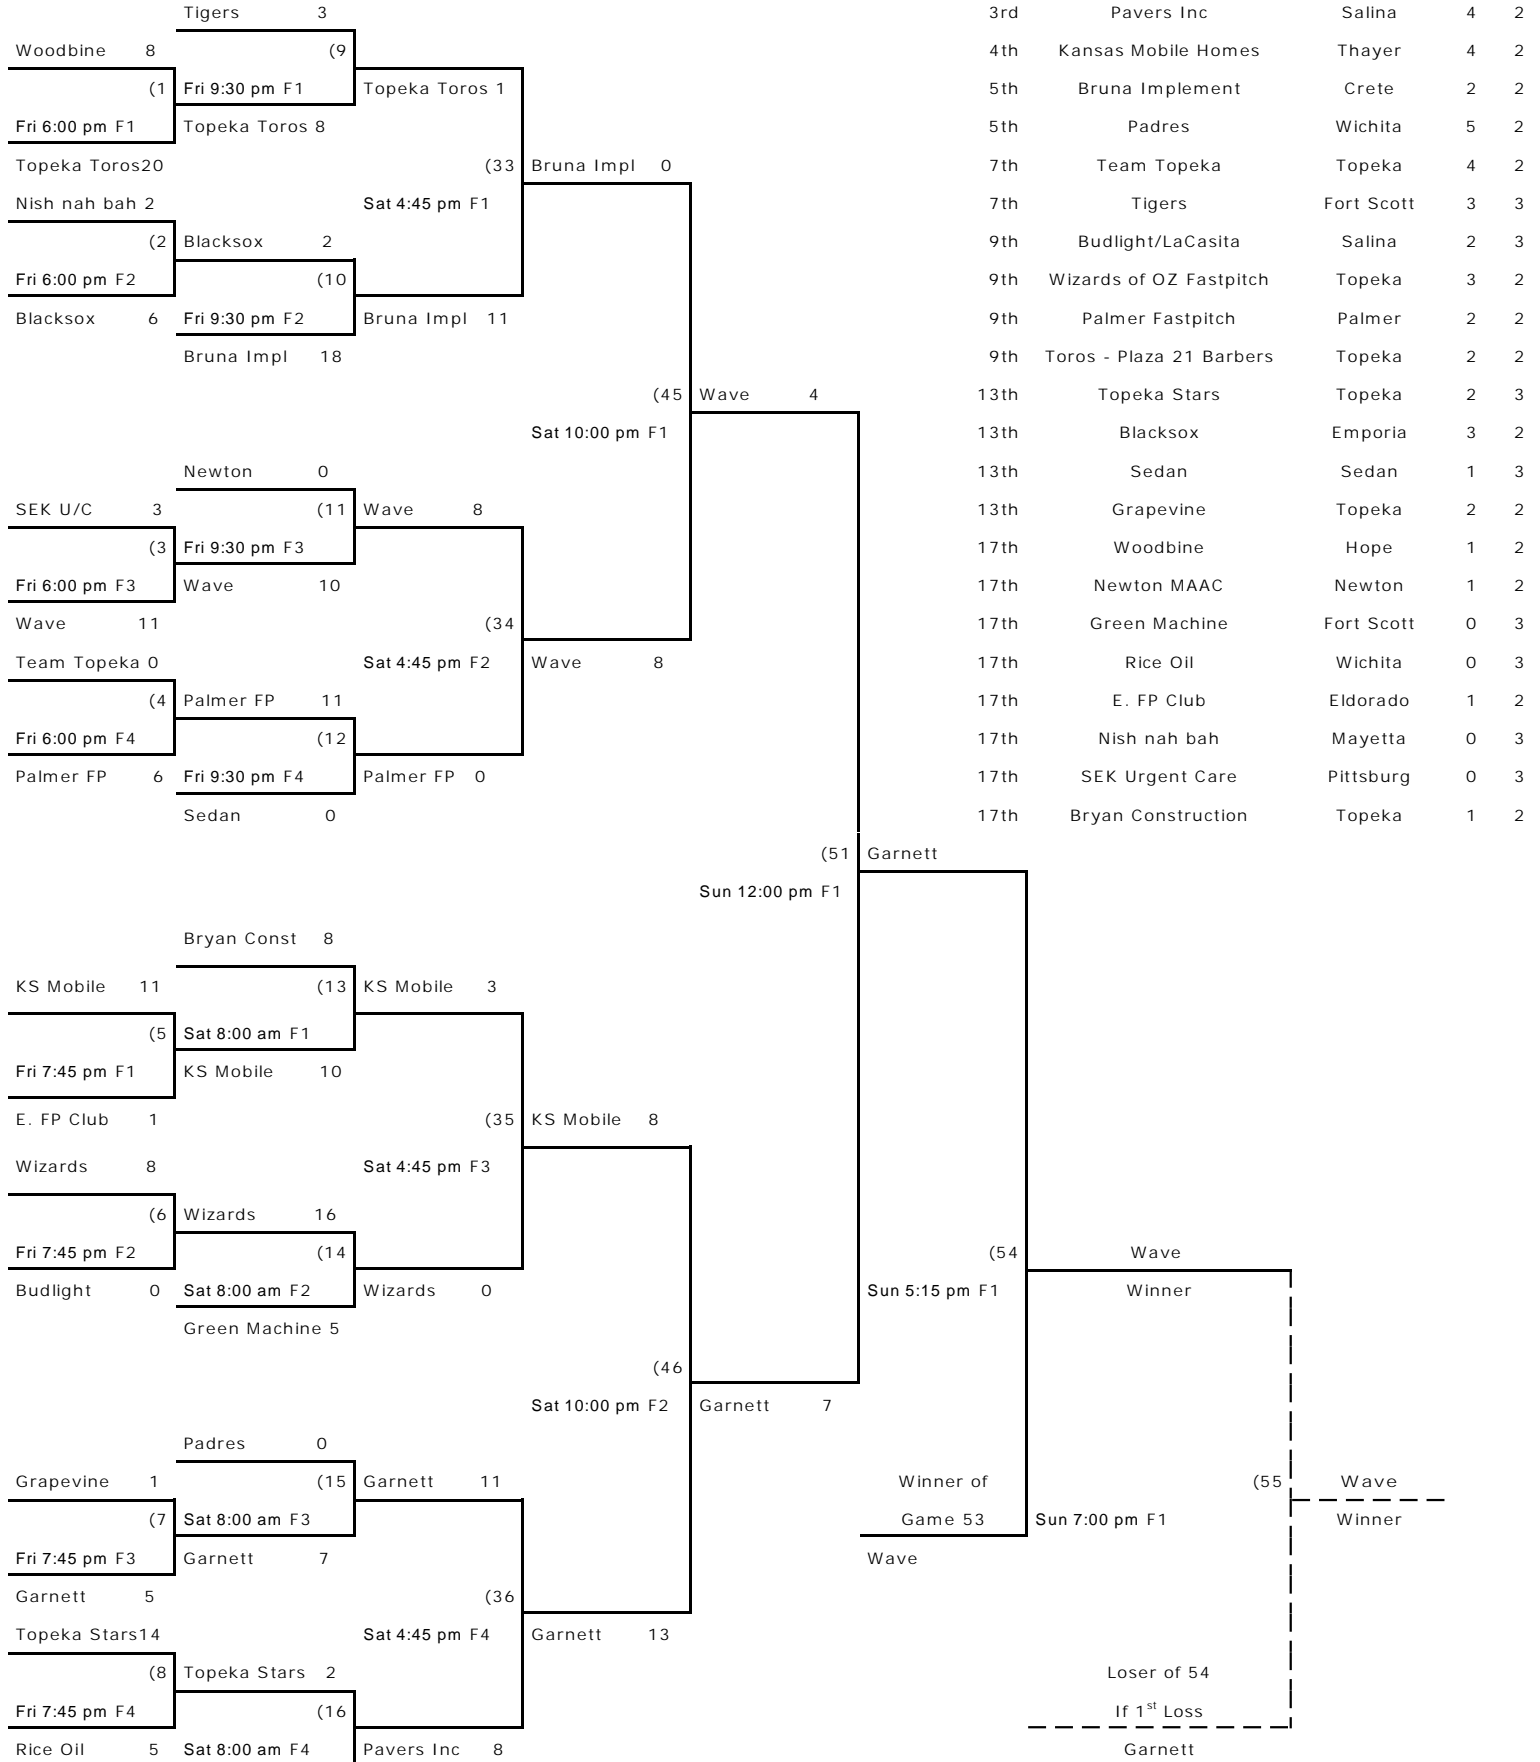 Tigers 3 3rd Pavers Inc Salina 4 2
Woodbine 8 (9 4th Kansas Mobile Homes Thayer 4 2
(1 Fri 9:30 pm F1 Topeka Toros 1 5th Bruna Implement Crete 2 2
Fri 6:00 pm F1 Topeka Toros 8 5th Padres Wichita 5 2
Topeka Toros20 (33 Bruna Impl 0 7th Team Topeka Topeka 4 2
Nish nah bah 2 Sat 4:45 pm F1 7th Tigers Fort Scott 3 3
(2 Blacksox 2 9th Budlight/LaCasita Salina 2 3
Fri 6:00 pm F2 (10 9th Wizards of OZ Fastpitch Topeka 3 2
Blacksox 6 Fri 9:30 pm F2 Bruna Impl 11 9th Palmer Fastpitch Palmer 2 2
Bruna Impl 18 9th Toros - Plaza 21 Barbers Topeka 2 2
(45 Wave 4 13th Topeka Stars Topeka 2 3
Sat 10:00 pm F1 13th Blacksox Emporia 3 2
Newton 0 13th Sedan Sedan 1 3
SEK U/C 3 (11 Wave 8 13th Grapevine Topeka 2 2
(3 Fri 9:30 pm F3 17th Woodbine Hope 1 2
Fri 6:00 pm F3 Wave 10 17th Newton MAAC Newton 1 2
Wave 11 (34 17th Green Machine Fort Scott 0 3
Team Topeka 0 Sat 4:45 pm F2 Wave 8 17th Rice Oil Wichita 0 3
(4 Palmer FP 11 17th E. FP Club Eldorado 1 2
Fri 6:00 pm F4 (12 17th Nish nah bah Mayetta 0 3
Palmer FP 6 Fri 9:30 pm F4 Palmer FP 0 17th SEK Urgent Care Pittsburg 0 3
Sedan 0 17th Bryan Construction Topeka 1 2
(51 Garnett
Sun 12:00 pm F1
Bryan Const 8
KS Mobile 11 (13 KS Mobile 3
(5 Sat 8:00 am F1
Fri 7:45 pm F1 KS Mobile 10
E. FP Club 1 (35 KS Mobile 8
Wizards 8 Sat 4:45 pm F3
(6 Wizards 16
Fri 7:45 pm F2 (14 (54 Wave
Budlight 0 Sat 8:00 am F2 Wizards 0 Sun 5:15 pm F1 Winner
Green Machine 5
(46
Sat 10:00 pm F2 Garnett 7
Padres 0
Grapevine 1 (15 Garnett 11 Winner of (55 Wave
(7 Sat 8:00 am F3 Game 53 Sun 7:00 pm F1 Winner
Fri 7:45 pm F3 Garnett 7 Wave
Garnett 5 (36
Topeka Stars14 Sat 4:45 pm F4 Garnett 13
(8 Topeka Stars 2 Loser of 54
Fri 7:45 pm F4 (16 If 1st Loss
Rice Oil 5 Sat 8:00 am F4 Pavers Inc 8 Garnett